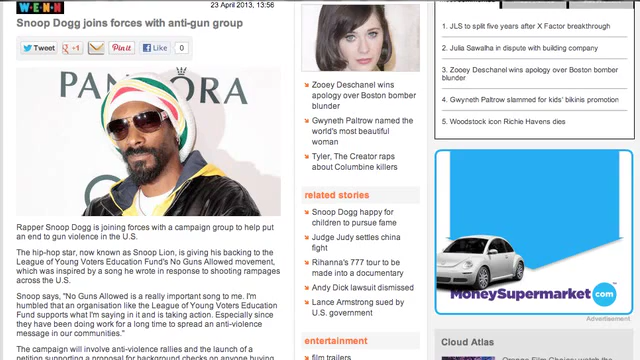 WENN
23 April 2013, 13:56
Snoop Dogg joins forces with anti-gun group
Tweet +1 Pin it Like 0
PANDORA
Rapper Snoop Dogg is joining forces with a campaign group to help put
an end to gun violence in the U.S.
The hip-hop star, now known as Snoop Lion, is giving his backing to the
League of Young Voters Education Fund's No Guns Allowed movement,
which was inspired by a song he wrote in response to shooting rampages
across the U.S.
Snoop says, "No Guns Allowed is a really important song to me. I'm
humbled that an organisation like the League of Young Voters Education
Fund supports what I'm saying in it and is taking action. Especially since
they have been doing work for a long time to spread an anti-violence
message in our communities."
The campaign will involve anti-violence rallies and the launch of a
Zooey Deschanel wins
apology over Boston bomber
blunder
Gwyneth Paltrow named the
world's most beautiful
woman
Tyler, The Creator raps
about Columbine killers
related stories
Snoop Dogg happy for
children to pursue fame
Judge Judy settles china
fight
Rihanna's 777 tour to be
made into a documentary
Andy Dick lawsuit dismissed
Lance Armstrong sued by
U.S. government
entertainment
film trailers
1. JLS to split five years after X Factor breakthrough
2. Julia Sawalha in dispute with building company
3. Zooey Deschanel wins apology over Boston bomber
blunder
4. Gwyneth Paltrow slammed for kids' bikinis promotion
5. Woodstock icon Richie Havens dies
MoneySupermarket.com
Advertisement
Cloud Atlas